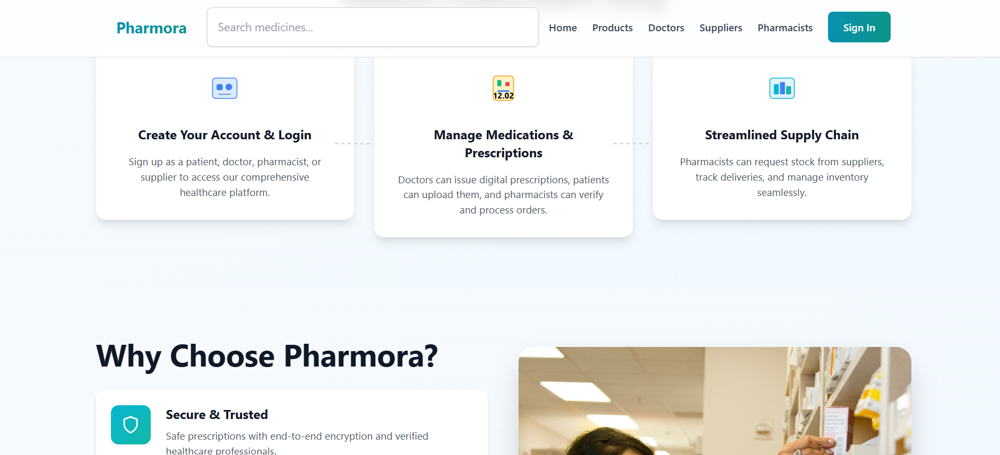 Pharmora
Search medicines...
Home
Products
Doctors
Suppliers
Pharmacists
Sign In
Create Your Account & Login
Sign up as a patient, doctor, pharmacist, or
supplier to access our comprehensive
healthcare platform.
12.02
Manage Medications &
Prescriptions
Doctors can issue digital prescriptions, patients
can upload them, and pharmacists can verify
and process orders.
Streamlined Supply Chain
Pharmacists can request stock from suppliers,
track deliveries, and manage inventory
seamlessly.
Why Choose Pharmora?
Secure & Trusted
Safe prescriptions with end-to-end encryption and verified
healthcare professionals.